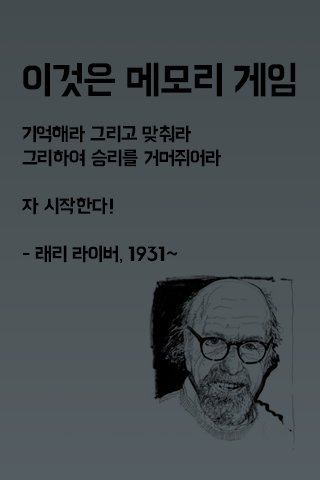 이것은 메모리 게임
기억해라 그리고 맞춰라
그리하여 승리를 거머쥐어라
자 시작한다!
- 래리 라이버, 1931~